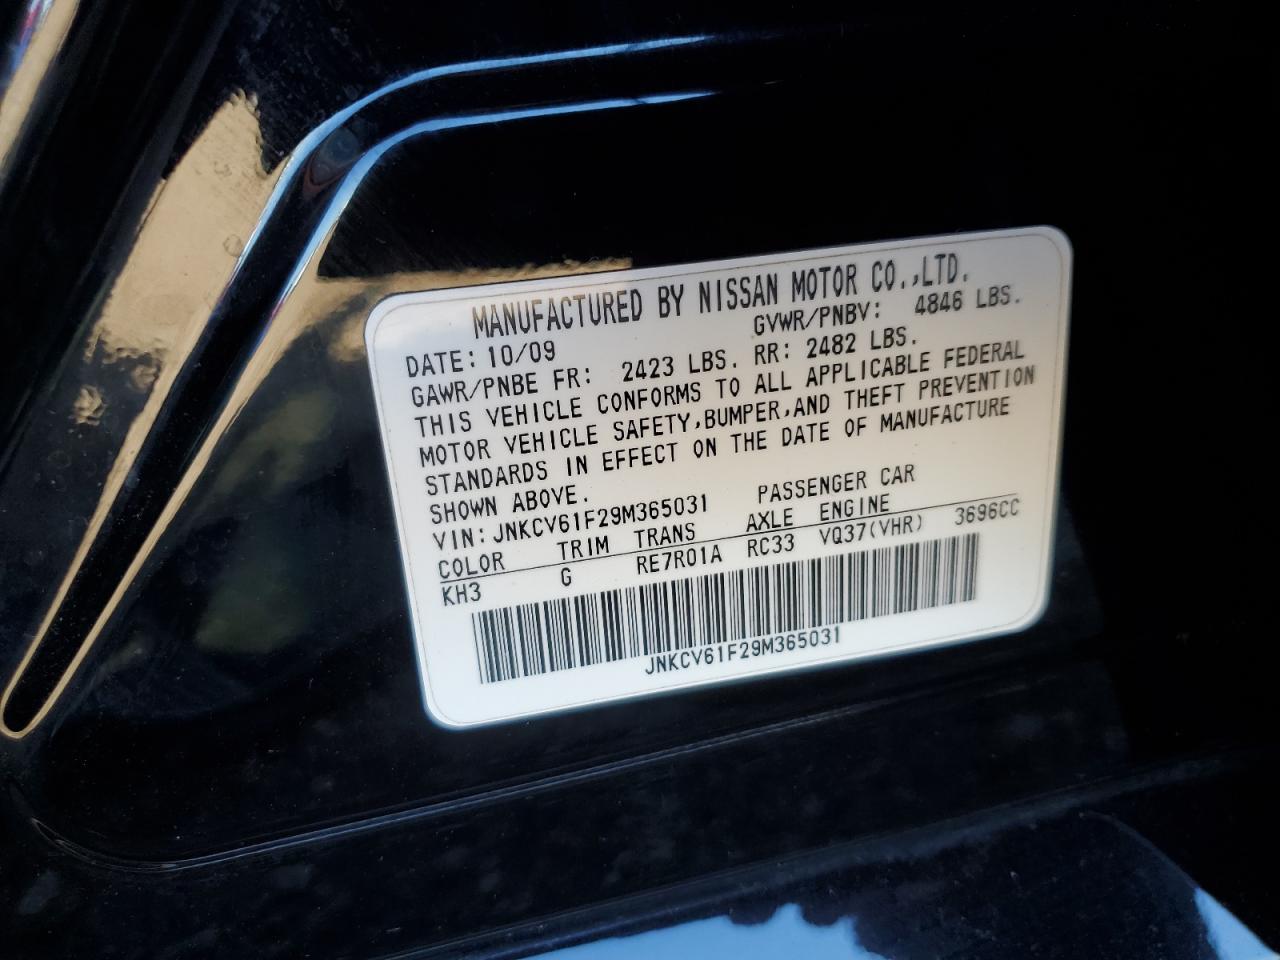 MANUFACTURED BY NISSAN MOTOR CO.,LTD.
DATE: 10/09 GVWR/PNBV: 4846 LBS.
GAWR/PNBE FR: 2423 LBS. RR: 2482 LBS.
THIS VEHICLE CONFORMS TO ALL APPLICABLE FEDERAL
MOTOR VEHICLE SAFETY,BUMPER,AND THEFT PREVENTION
STANDARDS IN EFFECT ON THE DATE OF MANUFACTURE
SHOWN ABOVE.
VIN: JNKCV61F29M365031 PASSENGER CAR
COLOR TRIM TRANS AXLE ENGINE
KH3 G RE7R01A RC33 VQ37(VHR) 3696CC
JNKCV61F29M365031